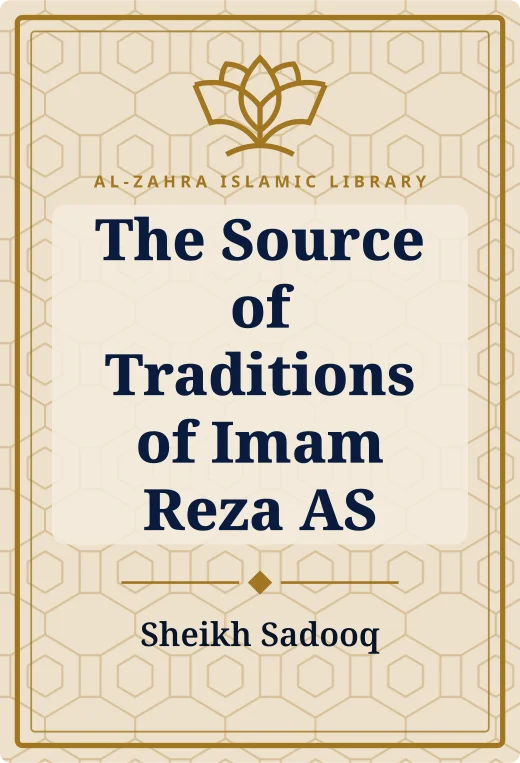 AL-ZAHRA ISLAMIC LIBRARY
The Source
of
Traditions
of Imam
Reza AS
Sheikh Sadooq